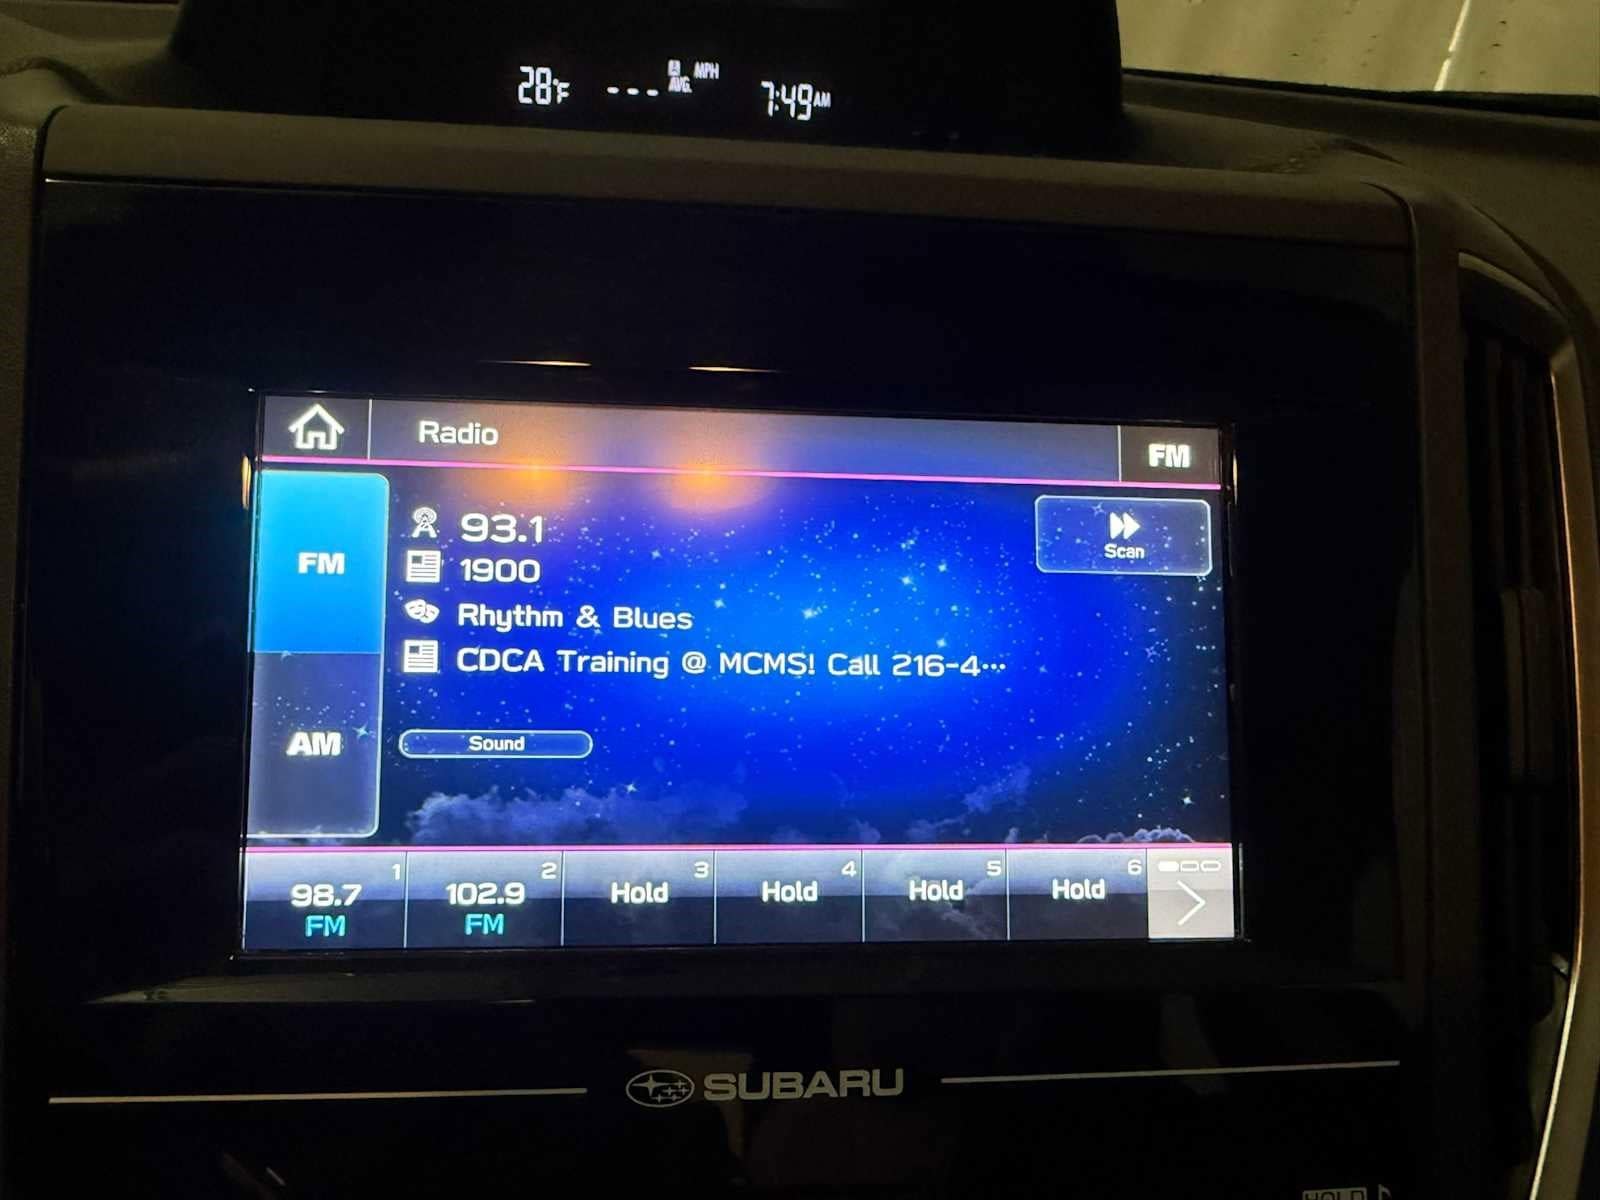 28°F --- A AVG. MPH 7:49AM
Radio FM
FM
93.1
Scan
1900
Rhythm & Blues
CDCA Training @ MCMS! Call 216-4...
AM
Sound
1 2 3 4 5 6
98.7 102.9 Hold Hold Hold Hold
FM FM
SUBARU
HOLD